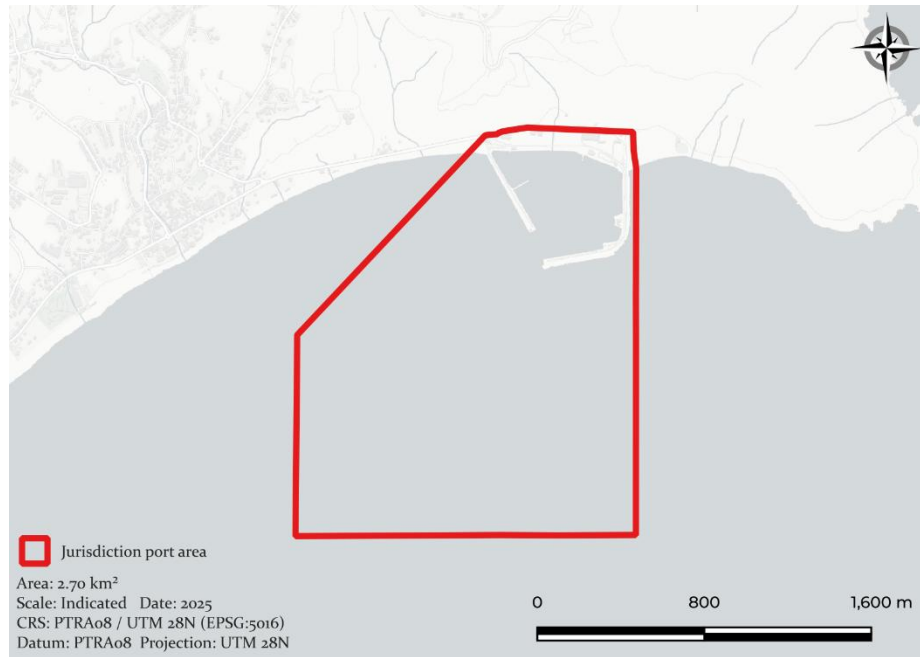 Jurisdiction port area
Area: 2.70 km²
Scale: Indicated Date: 2025
CRS: PTRA08 / UTM 28N (EPSG:5016)
Datum: PTRA08 Projection: UTM 28N
0 800 1,600 m